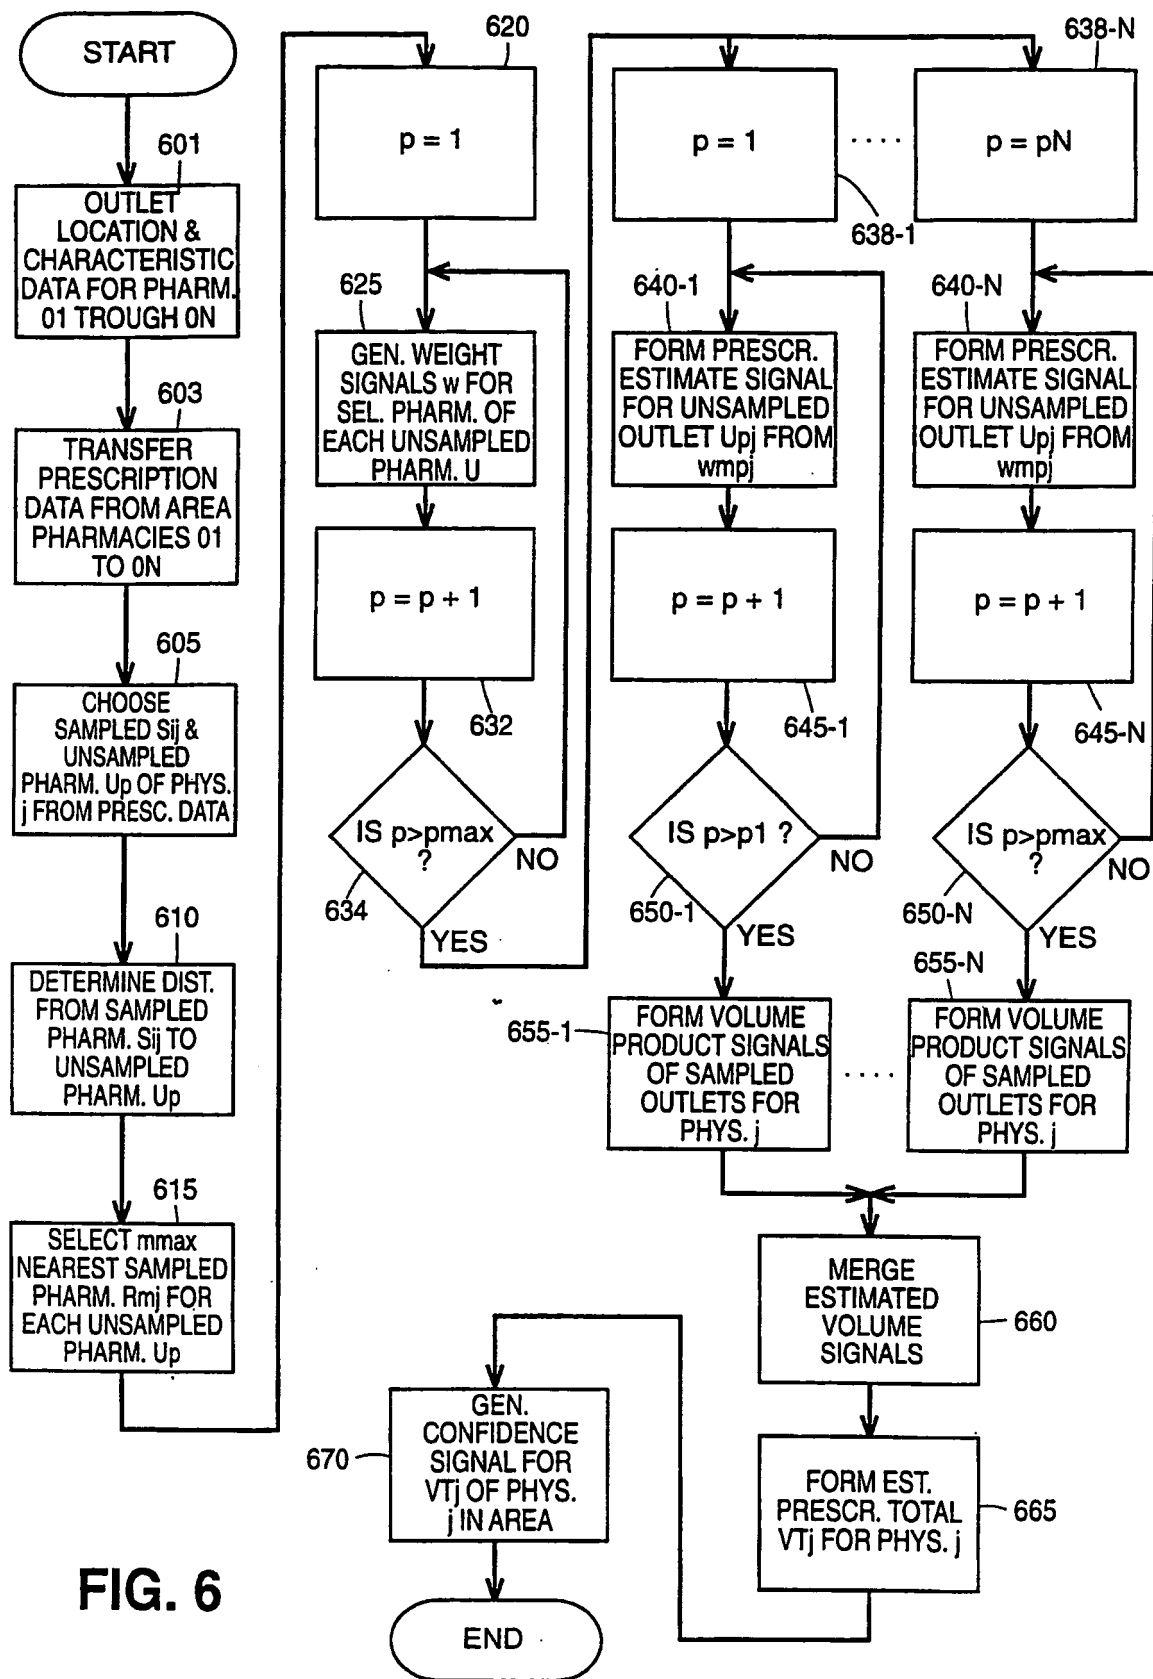 START
601
OUTLET
LOCATION &
CHARACTERISTIC
DATA FOR PHARM.
01 TROUGH 0N
603
TRANSFER
PRESCRIPTION
DATA FROM AREA
PHARMACIES 01
TO 0N
605
CHOOSE
SAMPLED Sij &
UNSAMPLED
PHARM. Up OF PHYS.
j FROM PRESC. DATA
610
DETERMINE DIST.
FROM SAMPLED
PHARM. Sij TO
UNSAMPLED
PHARM. Up
615
SELECT mmax
NEAREST SAMPLED
PHARM. Rmj FOR
EACH UNSAMPLED
PHARM. Up
620
p = 1
625
GEN. WEIGHT
SIGNALS w FOR
SEL. PHARM. OF
EACH UNSAMPLED
PHARM. U
p = p + 1
632
IS p>pmax
?
NO
634
YES
p = 1
638-1
. . . .
638-N
p = pN
640-1
FORM PRESCR.
ESTIMATE SIGNAL
FOR UNSAMPLED
OUTLET Upj FROM
wmpj
p = p + 1
645-1
IS p>p1 ?
NO
650-1
YES
640-N
FORM PRESCR.
ESTIMATE SIGNAL
FOR UNSAMPLED
OUTLET Upj FROM
wmpj
p = p + 1
645-N
IS p>pmax
?
NO
650-N
YES
655-1
FORM VOLUME
PRODUCT SIGNALS
OF SAMPLED
OUTLETS FOR
PHYS. j
. . . .
655-N
FORM VOLUME
PRODUCT SIGNALS
OF SAMPLED
OUTLETS FOR
PHYS. j
MERGE
ESTIMATED
VOLUME
SIGNALS
660
FORM EST.
PRESCR. TOTAL
VTj FOR PHYS. j
665
GEN.
CONFIDENCE
SIGNAL FOR
VTj OF PHYS.
j IN AREA
670
END
FIG. 6